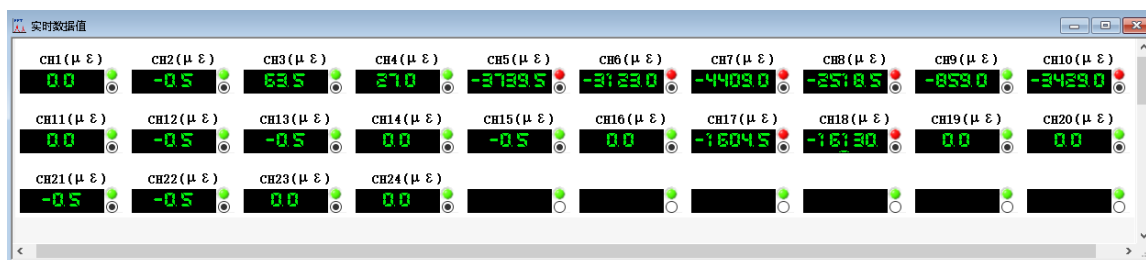 实时数据值
CH1(μ ε) CH2(μ ε) CH3(μ ε) CH4(μ ε) CH5(μ ε) CH6(μ ε) CH7(μ ε) CH8(μ ε) CH9(μ ε) CH10(μ ε)
0.0 -0.5 63.5 27.0 -3739.5 -3123.0 -4409.0 -2518.5 -859.0 -3429.0
CH11(μ ε) CH12(μ ε) CH13(μ ε) CH14(μ ε) CH15(μ ε) CH16(μ ε) CH17(μ ε) CH18(μ ε) CH19(μ ε) CH20(μ ε)
0.0 -0.5 -0.5 0.0 -0.5 0.0 -1604.5 -1613.0 0.0 0.0
CH21(μ ε) CH22(μ ε) CH23(μ ε) CH24(μ ε)
-0.5 -0.5 0.0 0.0